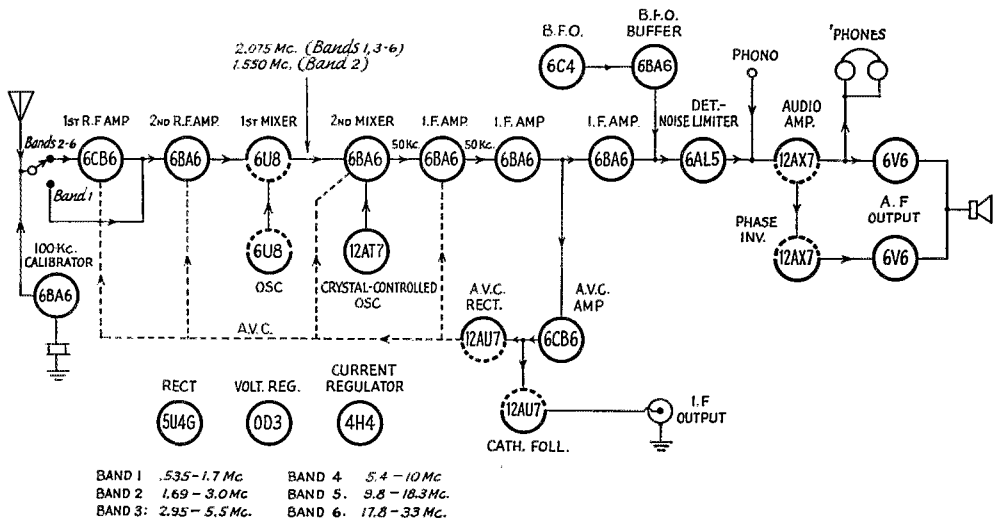 2.075 Mc. (Bands 1, 3-6)
1.550 Mc. (Band 2)
B.F.O.
6C4
B.F.O.
BUFFER
6BA6
PHONO
'PHONES
1ST R.F. AMP
6CB6
2ND R.F. AMP.
6BA6
1ST MIXER
6U8
2ND MIXER
6BA6
50 Kc.
I.F. AMP.
6BA6
50 Kc.
I.F. AMP
6BA6
I.F. AMP.
6BA6
DET.-
NOISE LIMITER
6AL5
AUDIO
AMP.
12AX7
6V6
Bands 2-6
Band 1
A.F
OUTPUT
PHASE
INV.
12AX7
6V6
100 Kc.
CALIBRATOR
6BA6
6U8
OSC
12AT7
CRYSTAL-CONTROLLED
OSC
A.V.C.
A.V.C.
RECT.
12AU7
A.V.C.
AMP
6CB6
12AU7
CATH. FOLL.
I.F
OUTPUT
RECT
5U4G
VOLT. REG.
OD3
CURRENT
REGULATOR
4H4
BAND 1 .535-1.7 Mc
BAND 2 1.69-3.0 Mc
BAND 3: 2.95-5.5 Mc.
BAND 4 5.4-10 Mc
BAND 5. 9.8-18.3 Mc.
BAND 6. 17.8-33 Mc.